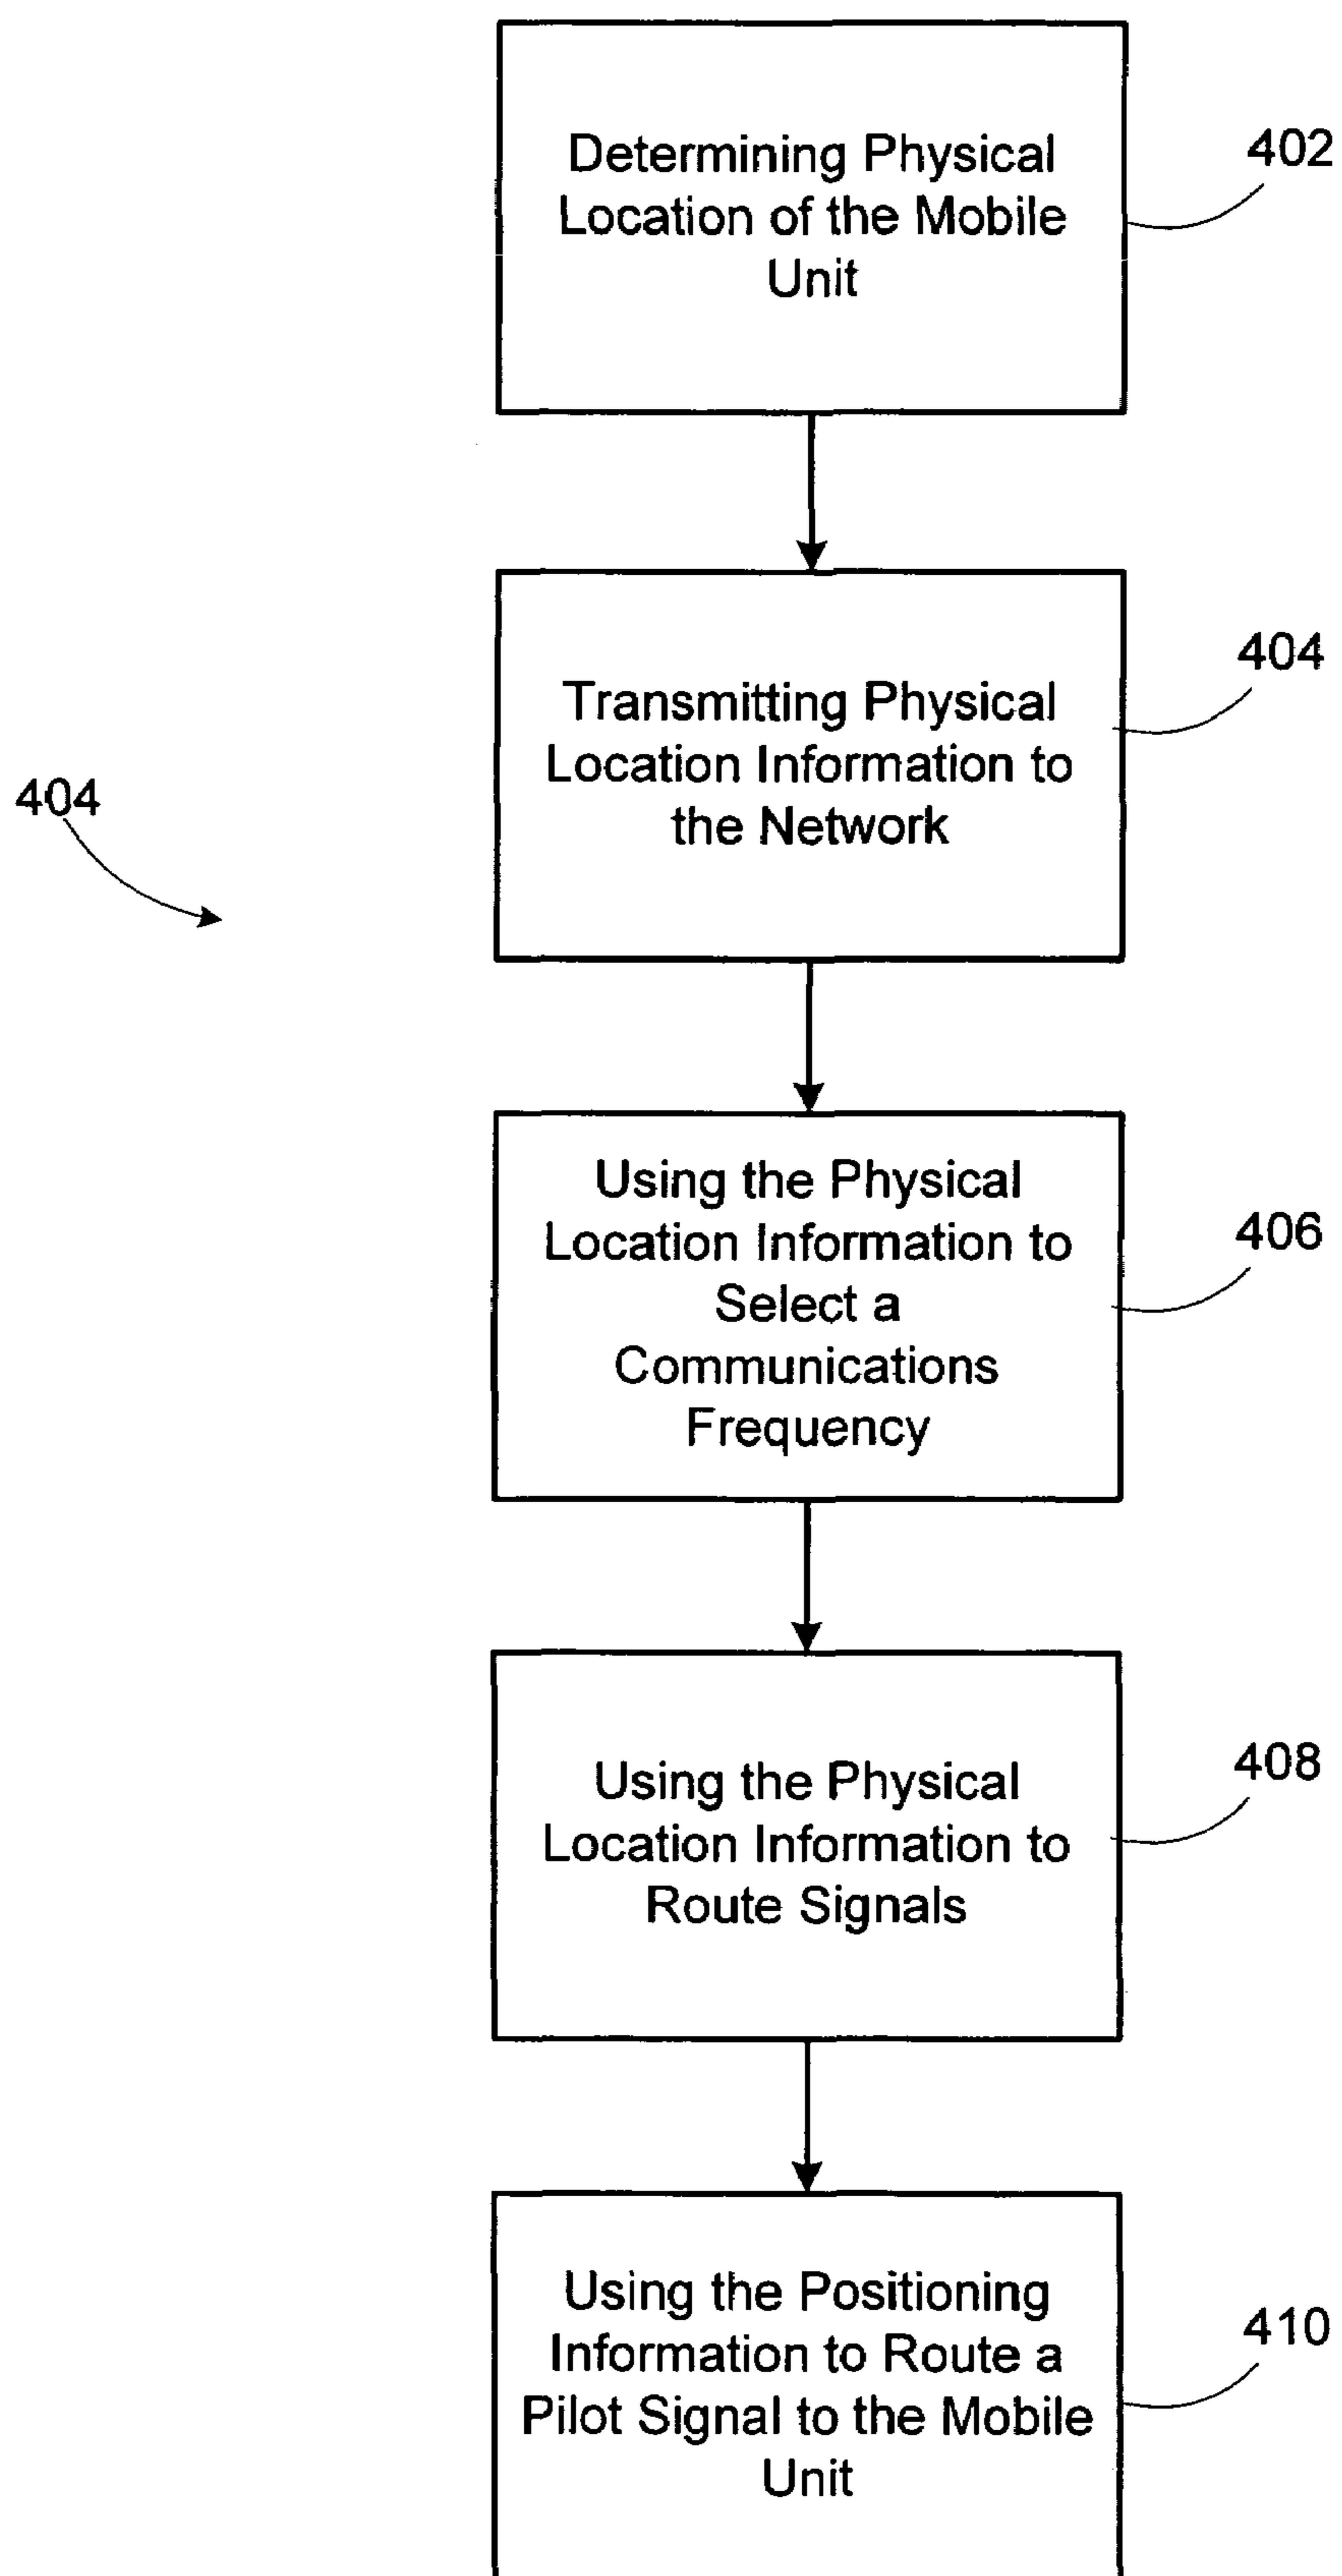 Determining Physical
Location of the Mobile
Unit
402
Transmitting Physical
Location Information to
the Network
404
404
Using the Physical
Location Information to
Select a
Communications
Frequency
406
Using the Physical
Location Information to
Route Signals
408
Using the Positioning
Information to Route a
Pilot Signal to the Mobile
Unit
410